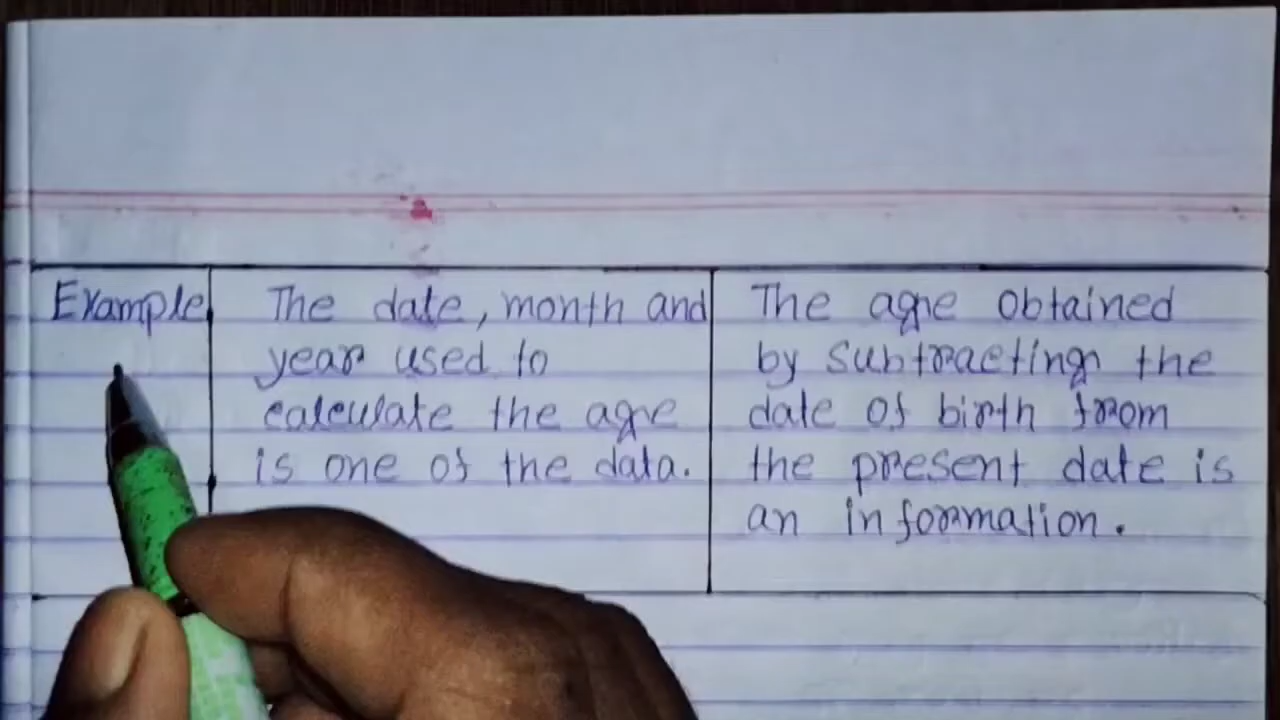 Example
The date, month and
year used to
calculate the age
is one of the data.
The age obtained
by subtracting the
date of birth from
the present date is
an information.